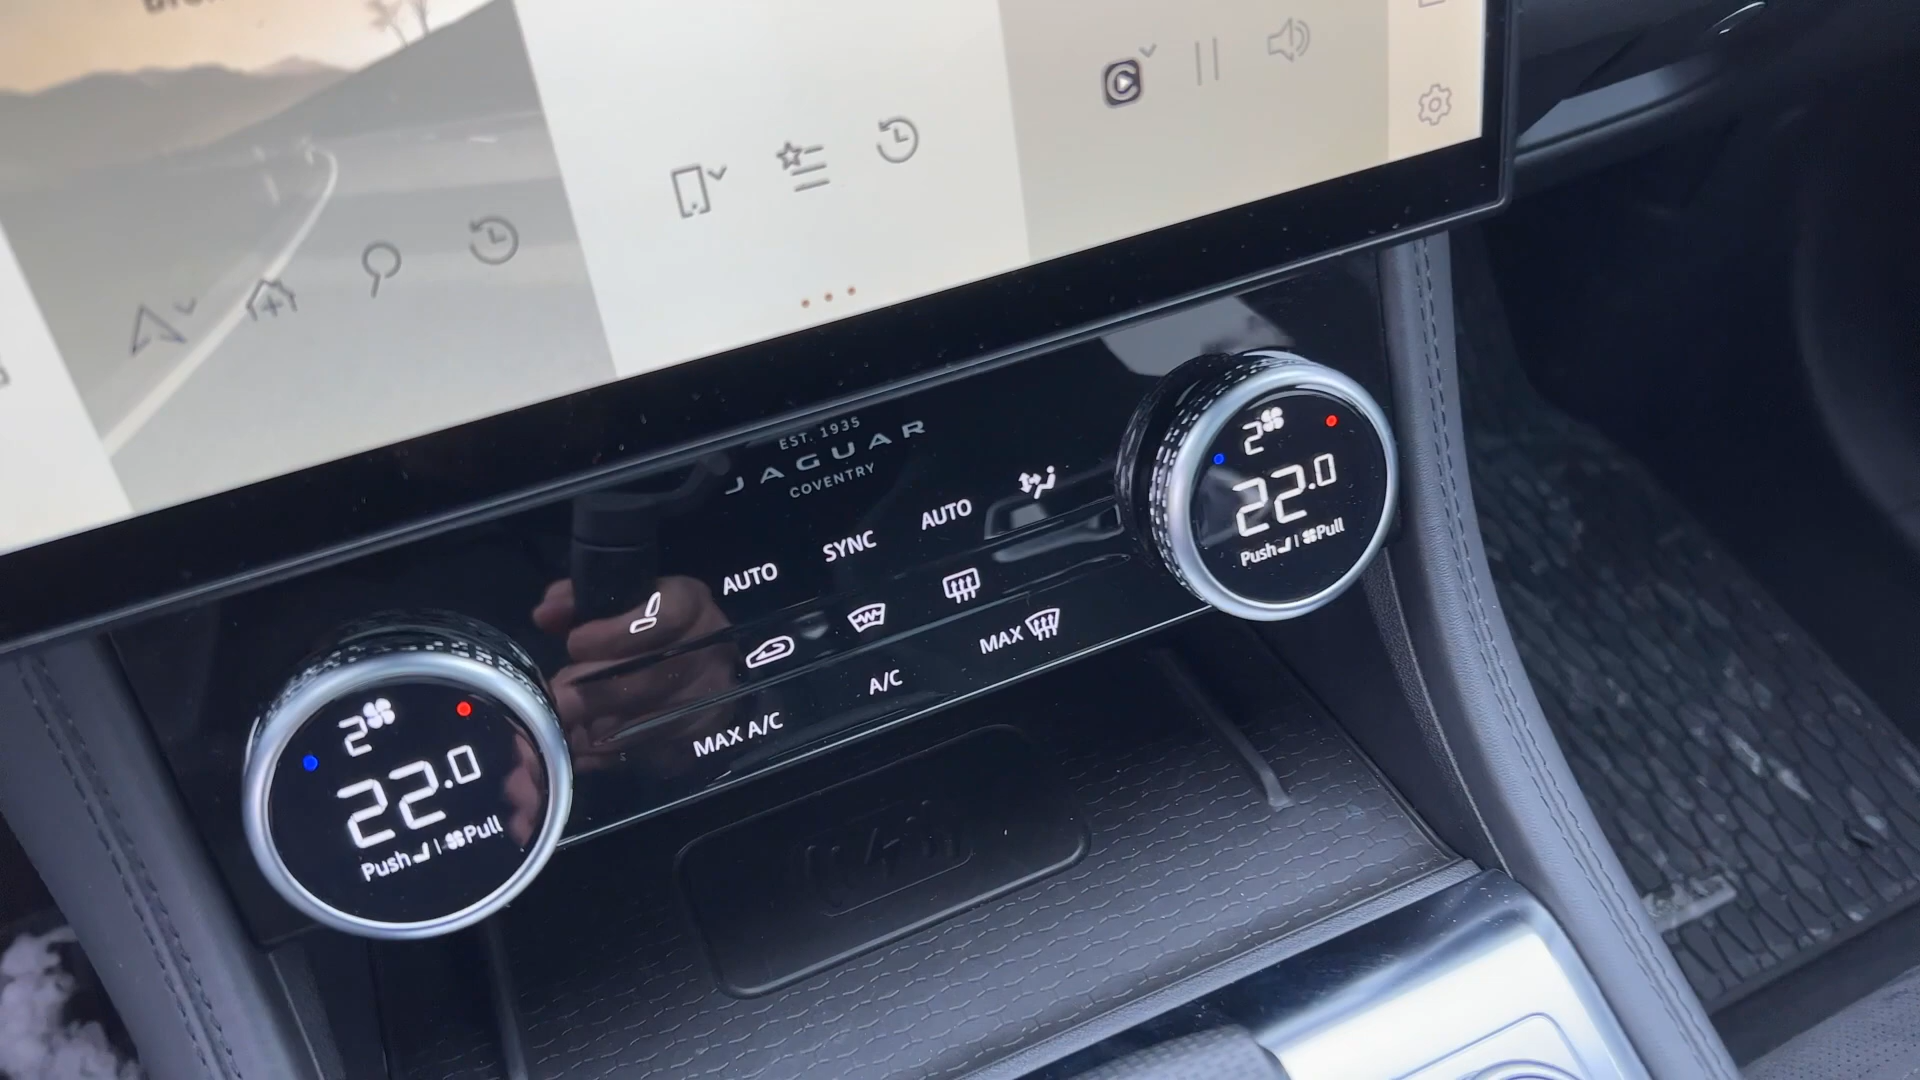 EST. 1935
JAGUAR
COVENTRY
AUTO
SYNC
AUTO
MAX
A/C
MAX A/C
2
22.0
Push | Pull
2
22.0
Push | Pull